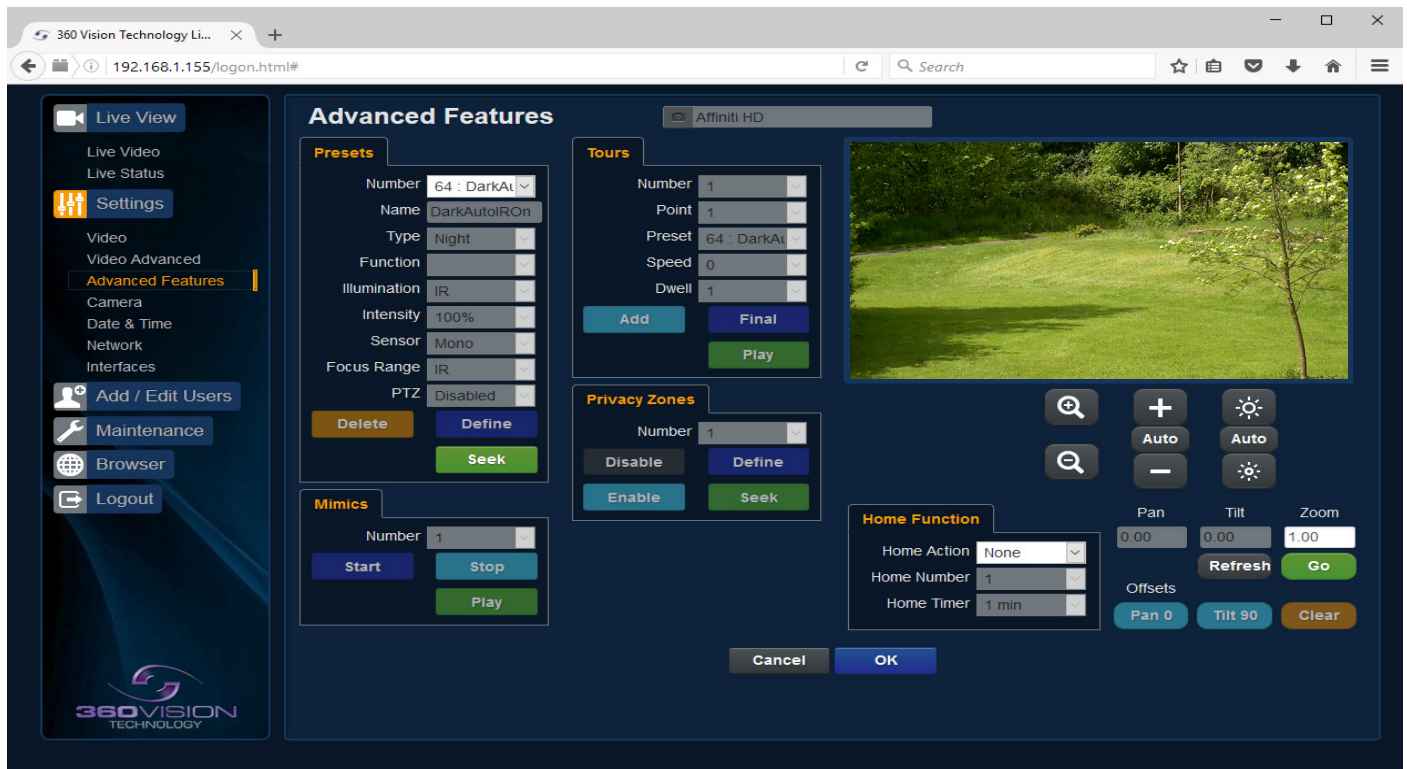 360 Vision Technology Li...
192.168.1.155/logon.html#
Search
Live View
Live Video
Live Status
Settings
Video
Video Advanced
Advanced Features
Camera
Date & Time
Network
Interfaces
Add / Edit Users
Maintenance
Browser
Logout
360VISION
TECHNOLOGY
Advanced Features
Affiniti HD
Presets
Number 64 : DarkAu
Name DarkAutoIROn
Type Night
Function
Illumination IR
Intensity 100%
Sensor Mono
Focus Range IR
PTZ Disabled
Delete Define
Seek
Mimics
Number 1
Start Stop
Play
Tours
Number 1
Point 1
Preset 64 : DarkAu
Speed 0
Dwell 1
Add Final
Play
Privacy Zones
Number 1
Disable Define
Enable Seek
Auto Auto
Home Function
Home Action None
Home Number 1
Home Timer 1 min
Pan Tilt Zoom
0.00 0.00 1.00
Refresh Go
Offsets
Pan 0 Tilt 90 Clear
Cancel OK